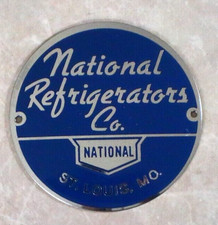 National
Refrigerators
Co.
NATIONAL
ST. LOUIS, MO.